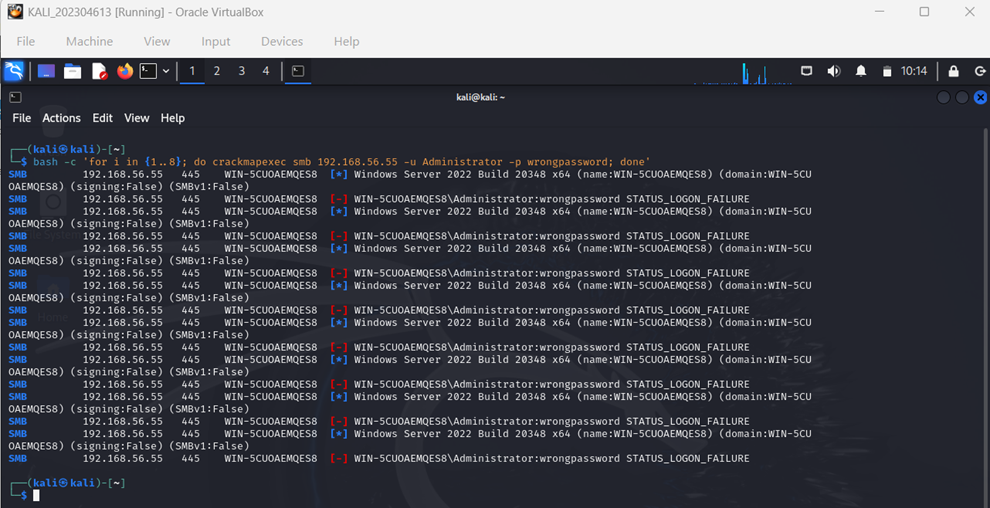 KALI_202304613 [Running] - Oracle VirtualBox
File Machine View Input Devices Help
1 2 3 4 10:14
kali@kali: ~
File Actions Edit View Help
(kali㉿kali)-[~]
$ bash -c 'for i in {1..8}; do crackmapexec smb 192.168.56.55 -u Administrator -p wrongpassword; done'
SMB 192.168.56.55 445 WIN-5CUOAEMQES8 [*] Windows Server 2022 Build 20348 x64 (name:WIN-5CUOAEMQES8) (domain:WIN-5CU
OAEMQES8) (signing:False) (SMBv1:False)
SMB 192.168.56.55 445 WIN-5CUOAEMQES8 [-] WIN-5CUOAEMQES8\Administrator:wrongpassword STATUS_LOGON_FAILURE
SMB 192.168.56.55 445 WIN-5CUOAEMQES8 [*] Windows Server 2022 Build 20348 x64 (name:WIN-5CUOAEMQES8) (domain:WIN-5CU
OAEMQES8) (signing:False) (SMBv1:False)
SMB 192.168.56.55 445 WIN-5CUOAEMQES8 [-] WIN-5CUOAEMQES8\Administrator:wrongpassword STATUS_LOGON_FAILURE
SMB 192.168.56.55 445 WIN-5CUOAEMQES8 [*] Windows Server 2022 Build 20348 x64 (name:WIN-5CUOAEMQES8) (domain:WIN-5CU
OAEMQES8) (signing:False) (SMBv1:False)
SMB 192.168.56.55 445 WIN-5CUOAEMQES8 [-] WIN-5CUOAEMQES8\Administrator:wrongpassword STATUS_LOGON_FAILURE
SMB 192.168.56.55 445 WIN-5CUOAEMQES8 [*] Windows Server 2022 Build 20348 x64 (name:WIN-5CUOAEMQES8) (domain:WIN-5CU
OAEMQES8) (signing:False) (SMBv1:False)
SMB 192.168.56.55 445 WIN-5CUOAEMQES8 [-] WIN-5CUOAEMQES8\Administrator:wrongpassword STATUS_LOGON_FAILURE
SMB 192.168.56.55 445 WIN-5CUOAEMQES8 [*] Windows Server 2022 Build 20348 x64 (name:WIN-5CUOAEMQES8) (domain:WIN-5CU
OAEMQES8) (signing:False) (SMBv1:False)
SMB 192.168.56.55 445 WIN-5CUOAEMQES8 [-] WIN-5CUOAEMQES8\Administrator:wrongpassword STATUS_LOGON_FAILURE
SMB 192.168.56.55 445 WIN-5CUOAEMQES8 [*] Windows Server 2022 Build 20348 x64 (name:WIN-5CUOAEMQES8) (domain:WIN-5CU
OAEMQES8) (signing:False) (SMBv1:False)
SMB 192.168.56.55 445 WIN-5CUOAEMQES8 [-] WIN-5CUOAEMQES8\Administrator:wrongpassword STATUS_LOGON_FAILURE
SMB 192.168.56.55 445 WIN-5CUOAEMQES8 [*] Windows Server 2022 Build 20348 x64 (name:WIN-5CUOAEMQES8) (domain:WIN-5CU
OAEMQES8) (signing:False) (SMBv1:False)
SMB 192.168.56.55 445 WIN-5CUOAEMQES8 [-] WIN-5CUOAEMQES8\Administrator:wrongpassword STATUS_LOGON_FAILURE
SMB 192.168.56.55 445 WIN-5CUOAEMQES8 [*] Windows Server 2022 Build 20348 x64 (name:WIN-5CUOAEMQES8) (domain:WIN-5CU
OAEMQES8) (signing:False) (SMBv1:False)
SMB 192.168.56.55 445 WIN-5CUOAEMQES8 [-] WIN-5CUOAEMQES8\Administrator:wrongpassword STATUS_LOGON_FAILURE
(kali㉿kali)-[~]
$